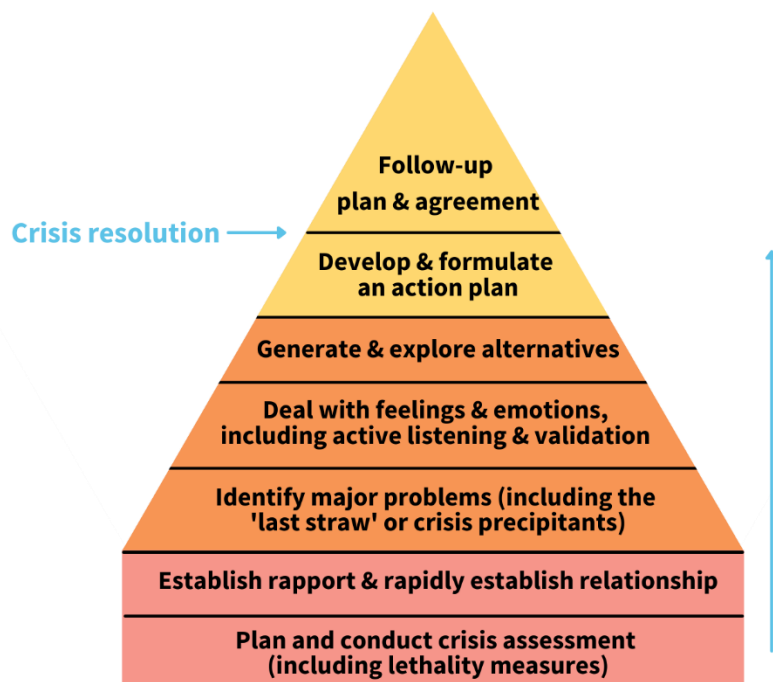 Follow-up
plan & agreement
Crisis resolution
Develop & formulate
an action plan
Generate & explore alternatives
Deal with feelings & emotions,
including active listening & validation
Identify major problems (including the
'last straw' or crisis precipitants)
Establish rapport & rapidly establish relationship
Plan and conduct crisis assessment
(including lethality measures)